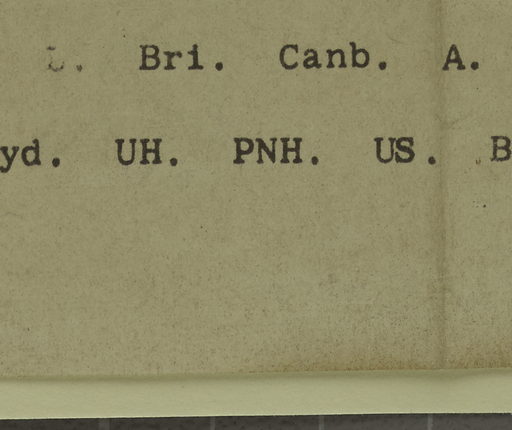 Bri. Canb. A.
yd. UH. PNH. US. B